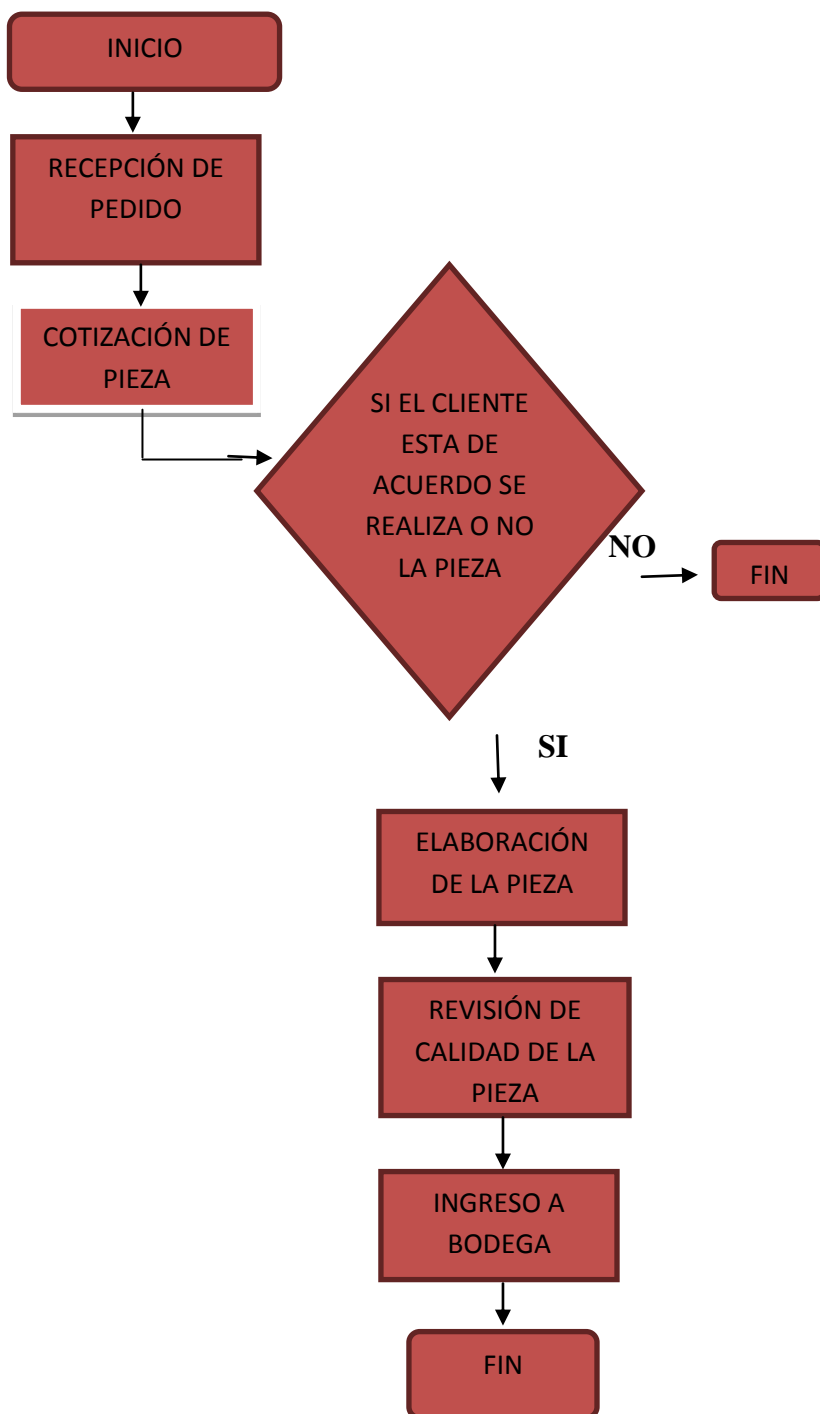 INICIO
RECEPCIÓN DE
PEDIDO
COTIZACIÓN DE
PIEZA
SI EL CLIENTE
ESTA DE
ACUERDO SE
REALIZA O NO
LA PIEZA
NO
FIN
SI
ELABORACIÓN
DE LA PIEZA
REVISIÓN DE
CALIDAD DE LA
PIEZA
INGRESO A
BODEGA
FIN